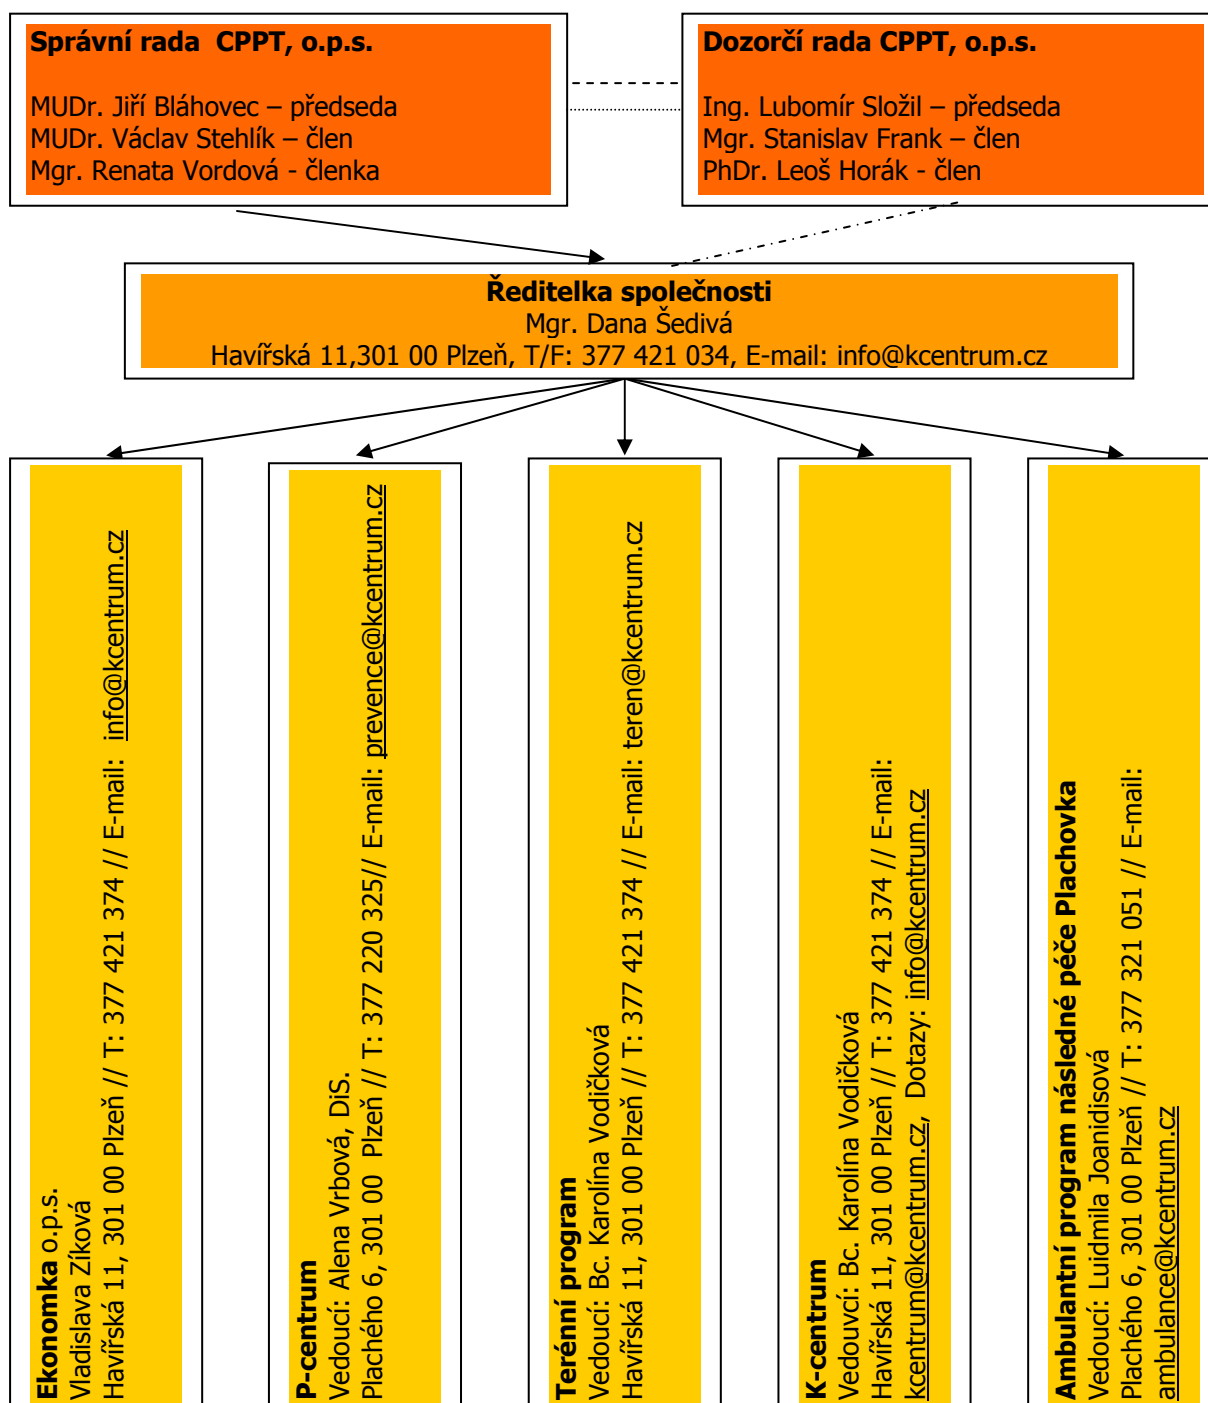 Správní rada  CPPT, o.p.s.
MUDr. Jiří Bláhovec – předseda
MUDr. Václav Stehlík – člen
Mgr. Renata Vordová - členka
Dozorčí rada CPPT, o.p.s.
Ing. Lubomír Složil – předseda
Mgr. Stanislav Frank – člen
PhDr. Leoš Horák - člen
Ředitelka společnosti
Mgr. Dana Šedivá
Havířská 11,301 00 Plzeň, T/F: 377 421 034, E-mail: info@kcentrum.cz
Ekonomka o.p.s.
Vladislava Zíková
Havířská 11, 301 00 Plzeň // T: 377 421 374 // E-mail:  info@kcentrum.cz
P-centrum
Vedoucí: Alena Vrbová, DiS.
Plachého 6, 301 00  Plzeň // T: 377 220 325// E-mail: prevence@kcentrum.cz
Terénní program
Vedoucí: Bc. Karolína Vodičková
Havířská 11, 301 00 Plzeň // T: 377 421 374 // E-mail: teren@kcentrum.cz
K-centrum
Vedouvcí: Bc. Karolína Vodičková
Havířská 11, 301 00 Plzeň // T: 377 421 374 // E-mail:
kcentrum@kcentrum.cz,  Dotazy: info@kcentrum.cz
Ambulantní program následné péče Plachovka
Vedoucí: Luidmila Joanidisová
Plachého 6, 301 00 Plzeň // T: 377 321 051 // E-mail:
ambulance@kcentrum.cz